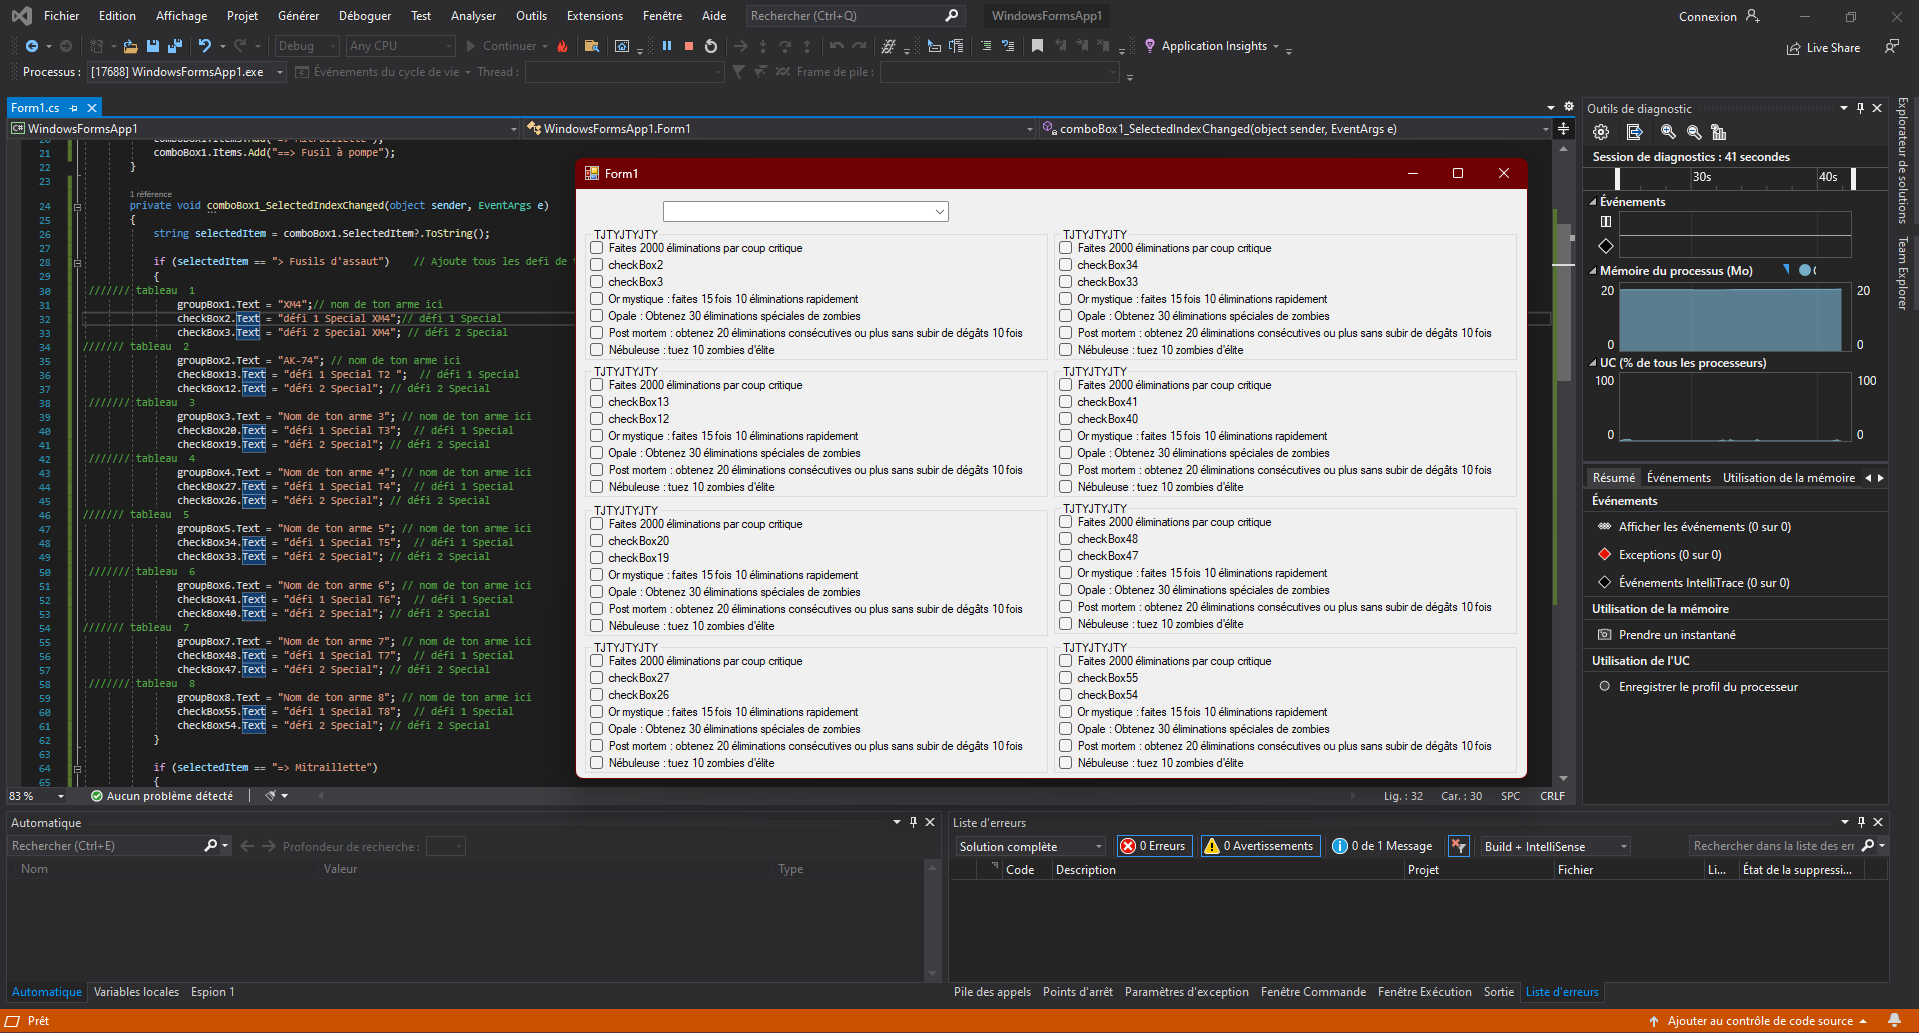 Fichier Edition Affichage Projet Générer Déboguer Test Analyser Outils Extensions Fenêtre Aide Rechercher (Ctrl+Q) WindowsFormsApp1 Connexion
Debug Any CPU Continuer Application Insights Live Share
Processus : [17688] WindowsFormsApp1.exe Événements du cycle de vie Thread : Frame de pile :
Form1.cs
WindowsFormsApp1 WindowsFormsApp1.Form1 comboBox1_SelectedIndexChanged(object sender, EventArgs e)
21 comboBox1.Items.Add("==> Fusil à pompe");
22 }
23
1 référence
24 private void comboBox1_SelectedIndexChanged(object sender, EventArgs e)
25 {
26 string selectedItem = comboBox1.SelectedItem?.ToString();
27
28 if (selectedItem == "> Fusils d'assaut") // Ajoute tous les defi de
29 {
30 /////// tableau 1
31 groupBox1.Text = "XM4";// nom de ton arme ici
32 checkBox2.Text = "défi 1 Special XM4";// défi 1 Special
33 checkBox3.Text = "défi 2 Special XM4"; // défi 2 Special
34 /////// tableau 2
35 groupBox2.Text = "AK-74"; // nom de ton arme ici
36 checkBox13.Text = "défi 1 Special T2 "; // défi 1 Special
37 checkBox12.Text = "défi 2 Special"; // défi 2 Special
38 /////// tableau 3
39 groupBox3.Text = "Nom de ton arme 3"; // nom de ton arme ici
40 checkBox20.Text = "défi 1 Special T3"; // défi 1 Special
41 checkBox19.Text = "défi 2 Special"; // défi 2 Special
42 /////// tableau 4
43 groupBox4.Text = "Nom de ton arme 4"; // nom de ton arme ici
44 checkBox27.Text = "défi 1 Special T4"; // défi 1 Special
45 checkBox26.Text = "défi 2 Special"; // défi 2 Special
46 /////// tableau 5
47 groupBox5.Text = "Nom de ton arme 5"; // nom de ton arme ici
48 checkBox34.Text = "défi 1 Special T5"; // défi 1 Special
49 checkBox33.Text = "défi 2 Special"; // défi 2 Special
50 /////// tableau 6
51 groupBox6.Text = "Nom de ton arme 6"; // nom de ton arme ici
52 checkBox41.Text = "défi 1 Special T6"; // défi 1 Special
53 checkBox40.Text = "défi 2 Special"; // défi 2 Special
54 /////// tableau 7
55 groupBox7.Text = "Nom de ton arme 7"; // nom de ton arme ici
56 checkBox48.Text = "défi 1 Special T7"; // défi 1 Special
57 checkBox47.Text = "défi 2 Special"; // défi 2 Special
58 /////// tableau 8
59 groupBox8.Text = "Nom de ton arme 8"; // nom de ton arme ici
60 checkBox55.Text = "défi 1 Special T8"; // défi 1 Special
61 checkBox54.Text = "défi 2 Special"; // défi 2 Special
62 }
63
64 if (selectedItem == "=> Mitraillette")
65 {
83 % Aucun problème détecté Lig. : 32 Car. : 30 SPC CRLF
Form1
TJTYJTYJTY
Faites 2000 éliminations par coup critique
checkBox2
checkBox3
Or mystique : faites 15 fois 10 éliminations rapidement
Opale : Obtenez 30 éliminations spéciales de zombies
Post mortem : obtenez 20 éliminations consécutives ou plus sans subir de dégâts 10 fois
Nébuleuse : tuez 10 zombies d'élite
TJTYJTYJTY
Faites 2000 éliminations par coup critique
checkBox13
checkBox12
Or mystique : faites 15 fois 10 éliminations rapidement
Opale : Obtenez 30 éliminations spéciales de zombies
Post mortem : obtenez 20 éliminations consécutives ou plus sans subir de dégâts 10 fois
Nébuleuse : tuez 10 zombies d'élite
TJTYJTYJTY
Faites 2000 éliminations par coup critique
checkBox20
checkBox19
Or mystique : faites 15 fois 10 éliminations rapidement
Opale : Obtenez 30 éliminations spéciales de zombies
Post mortem : obtenez 20 éliminations consécutives ou plus sans subir de dégâts 10 fois
Nébuleuse : tuez 10 zombies d'élite
TJTYJTYJTY
Faites 2000 éliminations par coup critique
checkBox27
checkBox26
Or mystique : faites 15 fois 10 éliminations rapidement
Opale : Obtenez 30 éliminations spéciales de zombies
Post mortem : obtenez 20 éliminations consécutives ou plus sans subir de dégâts 10 fois
Nébuleuse : tuez 10 zombies d'élite
TJTYJTYJTY
Faites 2000 éliminations par coup critique
checkBox34
checkBox33
Or mystique : faites 15 fois 10 éliminations rapidement
Opale : Obtenez 30 éliminations spéciales de zombies
Post mortem : obtenez 20 éliminations consécutives ou plus sans subir de dégâts 10 fois
Nébuleuse : tuez 10 zombies d'élite
TJTYJTYJTY
Faites 2000 éliminations par coup critique
checkBox41
checkBox40
Or mystique : faites 15 fois 10 éliminations rapidement
Opale : Obtenez 30 éliminations spéciales de zombies
Post mortem : obtenez 20 éliminations consécutives ou plus sans subir de dégâts 10 fois
Nébuleuse : tuez 10 zombies d'élite
TJTYJTYJTY
Faites 2000 éliminations par coup critique
checkBox48
checkBox47
Or mystique : faites 15 fois 10 éliminations rapidement
Opale : Obtenez 30 éliminations spéciales de zombies
Post mortem : obtenez 20 éliminations consécutives ou plus sans subir de dégâts 10 fois
Nébuleuse : tuez 10 zombies d'élite
TJTYJTYJTY
Faites 2000 éliminations par coup critique
checkBox55
checkBox54
Or mystique : faites 15 fois 10 éliminations rapidement
Opale : Obtenez 30 éliminations spéciales de zombies
Post mortem : obtenez 20 éliminations consécutives ou plus sans subir de dégâts 10 fois
Nébuleuse : tuez 10 zombies d'élite
Outils de diagnostic
Session de diagnostics : 41 secondes
30s 40s
Événements
Mémoire du processus (Mo)
20 20
0 0
UC (% de tous les processeurs)
100 100
0 0
Résumé Événements Utilisation de la mémoire
Événements
Afficher les événements (0 sur 0)
Exceptions (0 sur 0)
Événements IntelliTrace (0 sur 0)
Utilisation de la mémoire
Prendre un instantané
Utilisation de l'UC
Enregistrer le profil du processeur
Explorateur de solutions
Team Explorer
Automatique
Rechercher (Ctrl+E) Profondeur de recherche :
Nom Valeur Type
Automatique Variables locales Espion 1
Liste d'erreurs
Solution complète 0 Erreurs 0 Avertissements 0 de 1 Message Build + IntelliSense Rechercher dans la liste des err
Code Description Projet Fichier Li... État de la suppressi...
Pile des appels Points d'arrêt Paramètres d'exception Fenêtre Commande Fenêtre Exécution Sortie Liste d'erreurs
Prêt Ajouter au contrôle de code source